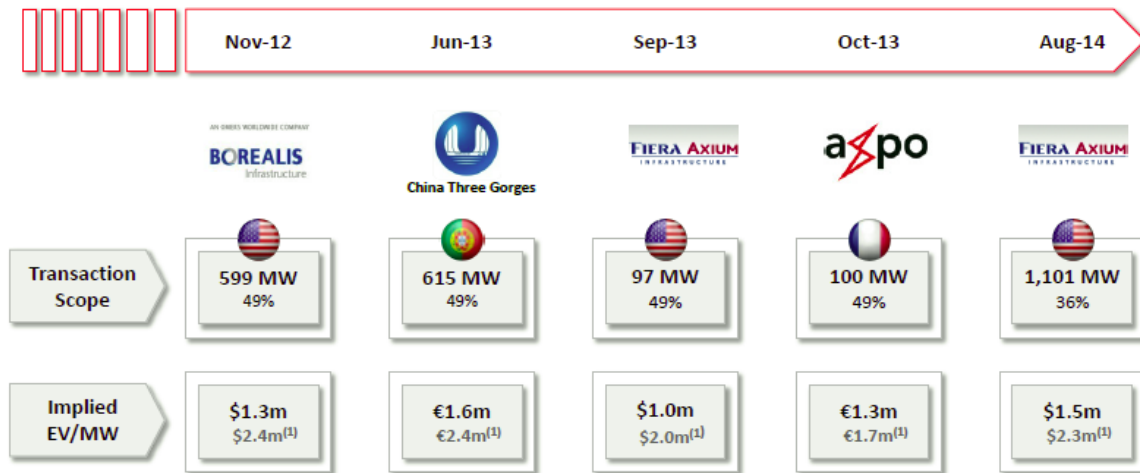 Nov-12 Jun-13 Sep-13 Oct-13 Aug-14
AN OMERS WORLDWIDE COMPANY
BOREALIS
Infrastructure
China Three Gorges
FIERA AXIUM
INFRASTRUCTURE
axpo
FIERA AXIUM
INFRASTRUCTURE
Transaction
Scope
599 MW
49%
615 MW
49%
97 MW
49%
100 MW
49%
1,101 MW
36%
Implied
EV/MW
$1.3m
$2.4m(1)
€1.6m
€2.4m(1)
$1.0m
$2.0m(1)
€1.3m
€1.7m(1)
$1.5m
$2.3m(1)